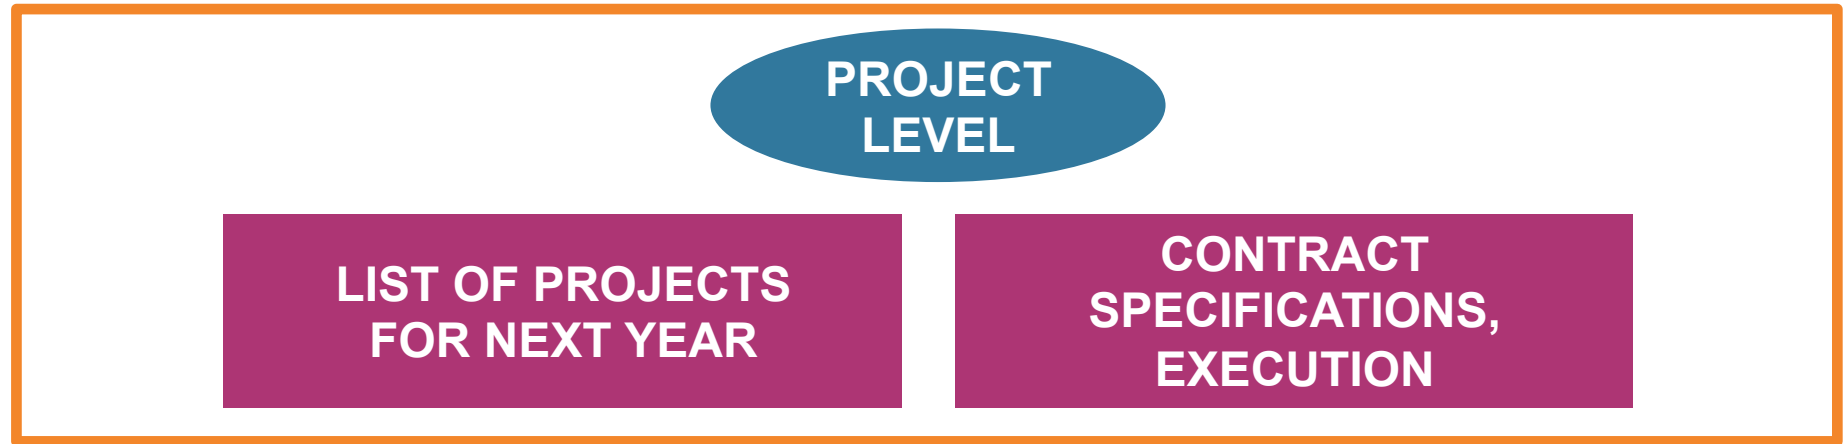 PROJECT
LEVEL
LIST OF PROJECTS
FOR NEXT YEAR
CONTRACT
SPECIFICATIONS,
EXECUTION